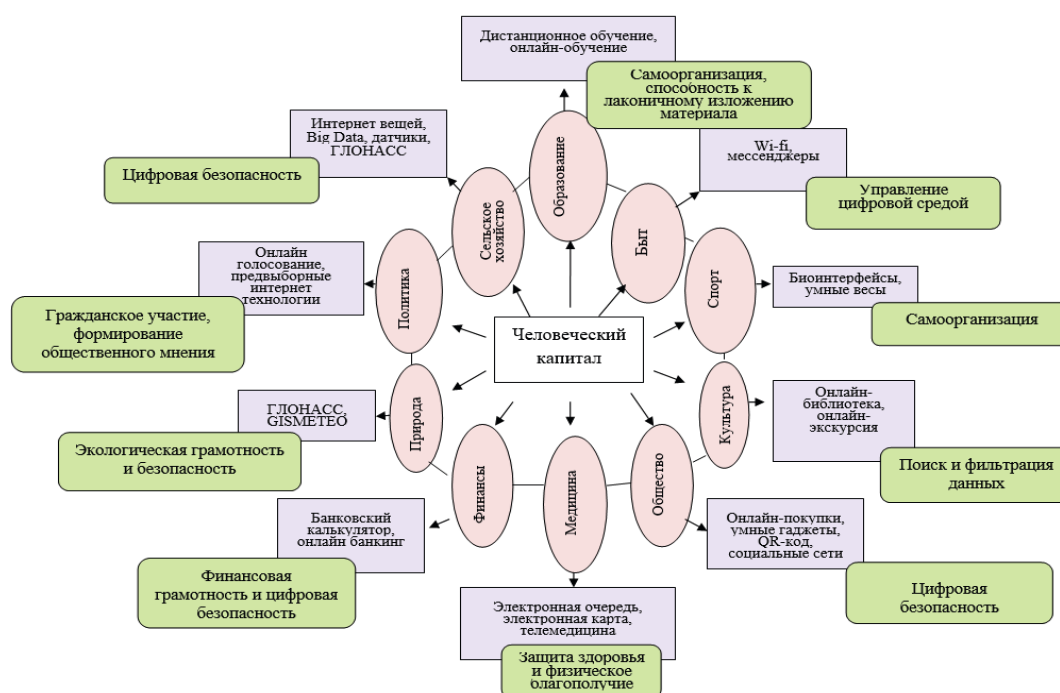 Дистанционное обучение,
онлайн-обучение
Самоорганизация,
способность к
лаконичному изложению
материала
Образование
Wi-fi,
мессенджеры
Управление
цифровой средой
Быт
Биоинтерфейсы,
умные весы
Самоорганизация
Спорт
Онлайн-
библиотека,
онлайн-
экскурсия
Поиск и фильтрация
данных
Культура
Онлайн-покупки,
умные гаджеты,
QR-код,
социальные сети
Цифровая
безопасность
Общество
Электронная очередь,
электронная карта,
телемедицина
Защита здоровья
и физическое
благополучие
Медицина
Банковский
калькулятор,
онлайн банкинг
Финансовая
грамотность и цифровая
безопасность
Финансы
ГЛОНАСС,
GISMETEO
Экологическая грамотность
и безопасность
Природа
Онлайн
голосование,
предвыборные
интернет
технологии
Гражданское участие,
формирование
общественного мнения
Политика
Интернет вещей,
Big Data, датчики,
ГЛОНАСС
Цифровая безопасность
Сельское
хозяйство
Человеческий
капитал